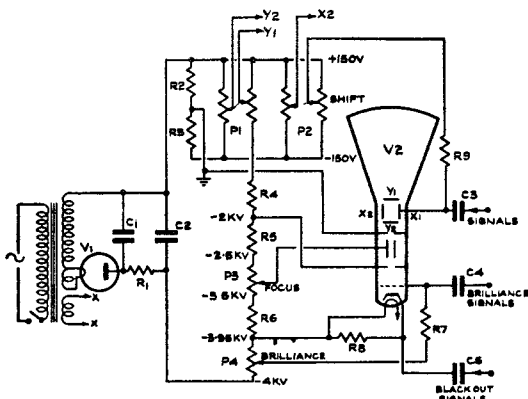 Y2
Y1
X2
+150V
R2
P1
P2
SHIFT
R3
-150V
V2
R9
R4
-2KV
R5
-2.5KV
P3
FOCUS
-3.6KV
R6
-3.95KV
BRILLIANCE
P4
-4KV
R8
R7
C1
C2
V1
R1
X
X
Y1
X2
X1
Y2
C3
SIGNALS
C4
BRILLIANCE
SIGNALS
C5
BLACKOUT
SIGNALS